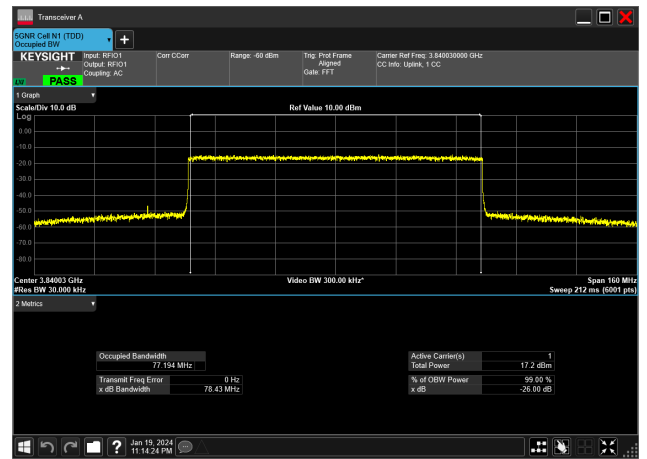 Transceiver A
5GNR Cell N1 (TDD)
Occupied BW
KEYSIGHT
LXI
PASS
Input: RFIO1
Output: RFIO1
Coupling: AC
Corr CCorr
Range: -60 dBm
Trig: Prot Frame
Aligned
Gate: FFT
Carrier Ref Freq: 3.840030000 GHz
CC Info: Uplink, 1 CC
1 Graph
Scale/Div 10.0 dB
Ref Value 10.00 dBm
Log
0.00
-10.0
-20.0
-30.0
-40.0
-50.0
-60.0
-70.0
-80.0
Center 3.84003 GHz
Video BW 300.00 kHz*
Span 160 MHz
#Res BW 30.000 kHz
Sweep 212 ms (6001 pts)
2 Metrics
Occupied Bandwidth
77.194 MHz
Transmit Freq Error 0 Hz
x dB Bandwidth 78.43 MHz
Active Carrier(s) 1
Total Power 17.2 dBm
% of OBW Power 99.00 %
x dB -26.00 dB
Jan 19, 2024
11:14:24 PM